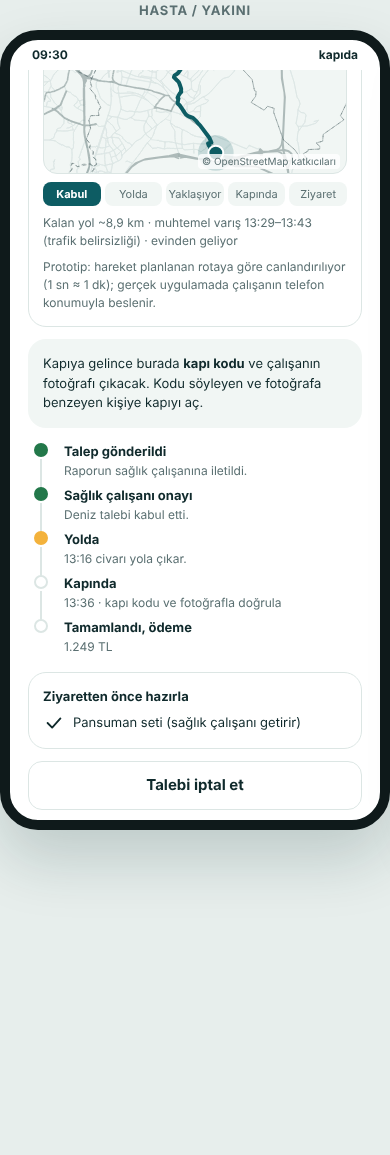 HASTA / YAKINI
09:30
kapıda
© OpenStreetMap katkıcıları
Kabul
Yolda
Yaklaşıyor
Kapında
Ziyaret
Kalan yol ~8,9 km · muhtemel varış 13:29–13:43
(trafik belirsizliği) · evinden geliyor
Prototip: hareket planlanan rotaya göre canlandırılıyor
(1 sn ≈ 1 dk); gerçek uygulamada çalışanın telefon
konumuyla beslenir.
Kapıya gelince burada kapı kodu ve çalışanın
fotoğrafı çıkacak. Kodu söyleyen ve fotoğrafa
benzeyen kişiye kapıyı aç.
Talep gönderildi
Raporun sağlık çalışanına iletildi.
Sağlık çalışanı onayı
Deniz talebi kabul etti.
Yolda
13:16 civarı yola çıkar.
Kapında
13:36 · kapı kodu ve fotoğrafla doğrula
Tamamlandı, ödeme
1.249 TL
Ziyaretten önce hazırla
Pansuman seti (sağlık çalışanı getirir)
Talebi iptal et